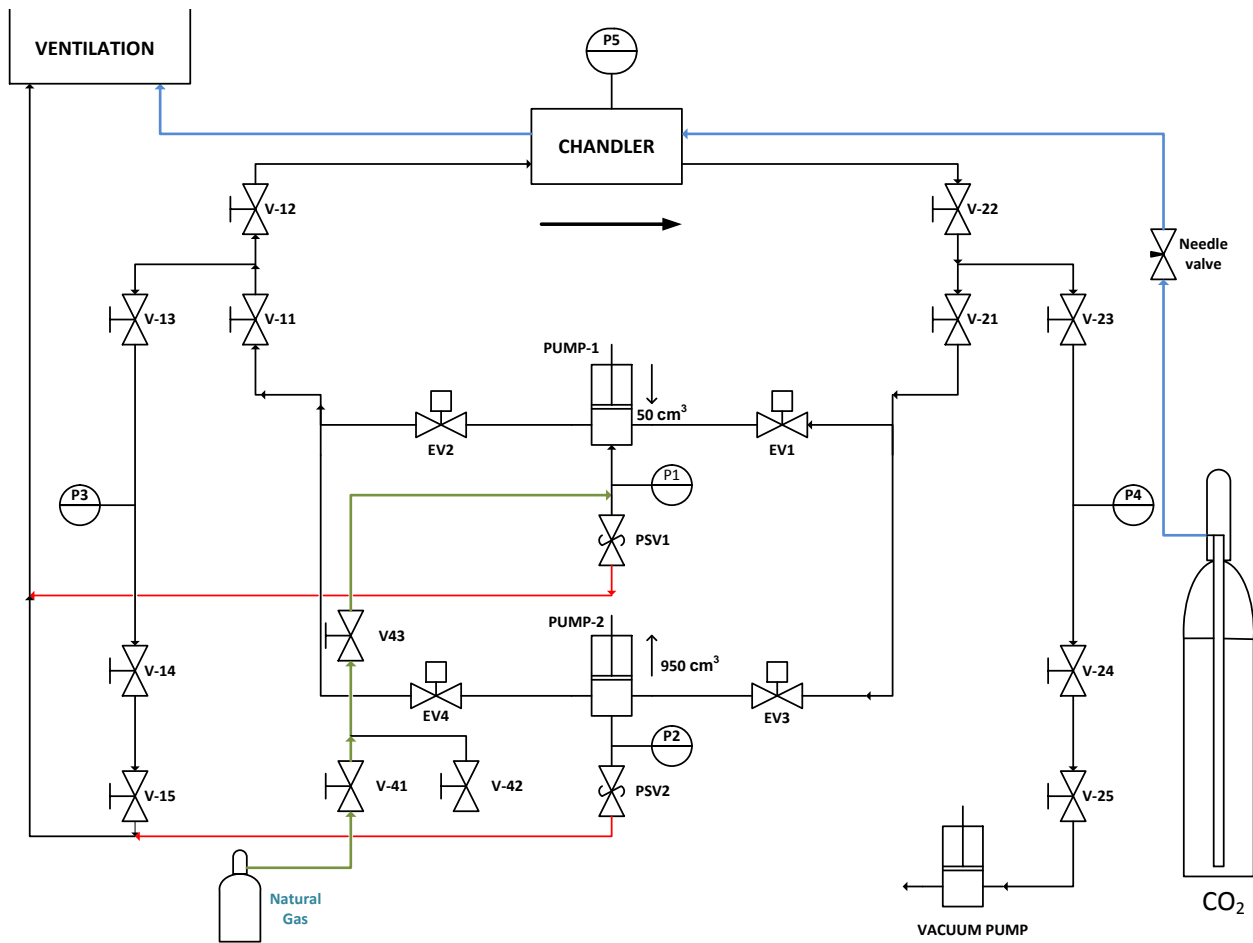 P5
VENTILATION
CHANDLER
V-12
V-22
Needle
valve
V-13
V-11
V-21
V-23
PUMP-1
50 cm³
EV2
EV1
P1
P3
P4
PSV1
PUMP-2
V43
950 cm³
V-14
V-24
EV4
EV3
P2
V-41
V-42
PSV2
V-15
V-25
Natural
Gas
CO₂
VACUUM PUMP